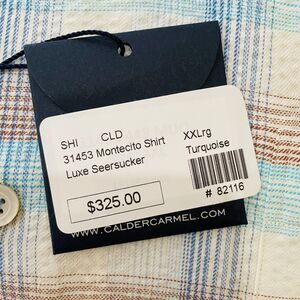 SHI CLD XXLrg
31453 Montecito Shirt Turquoise
Luxe Seersucker
$325.00
# 82116
WWW.CALDERCARMEL.COM